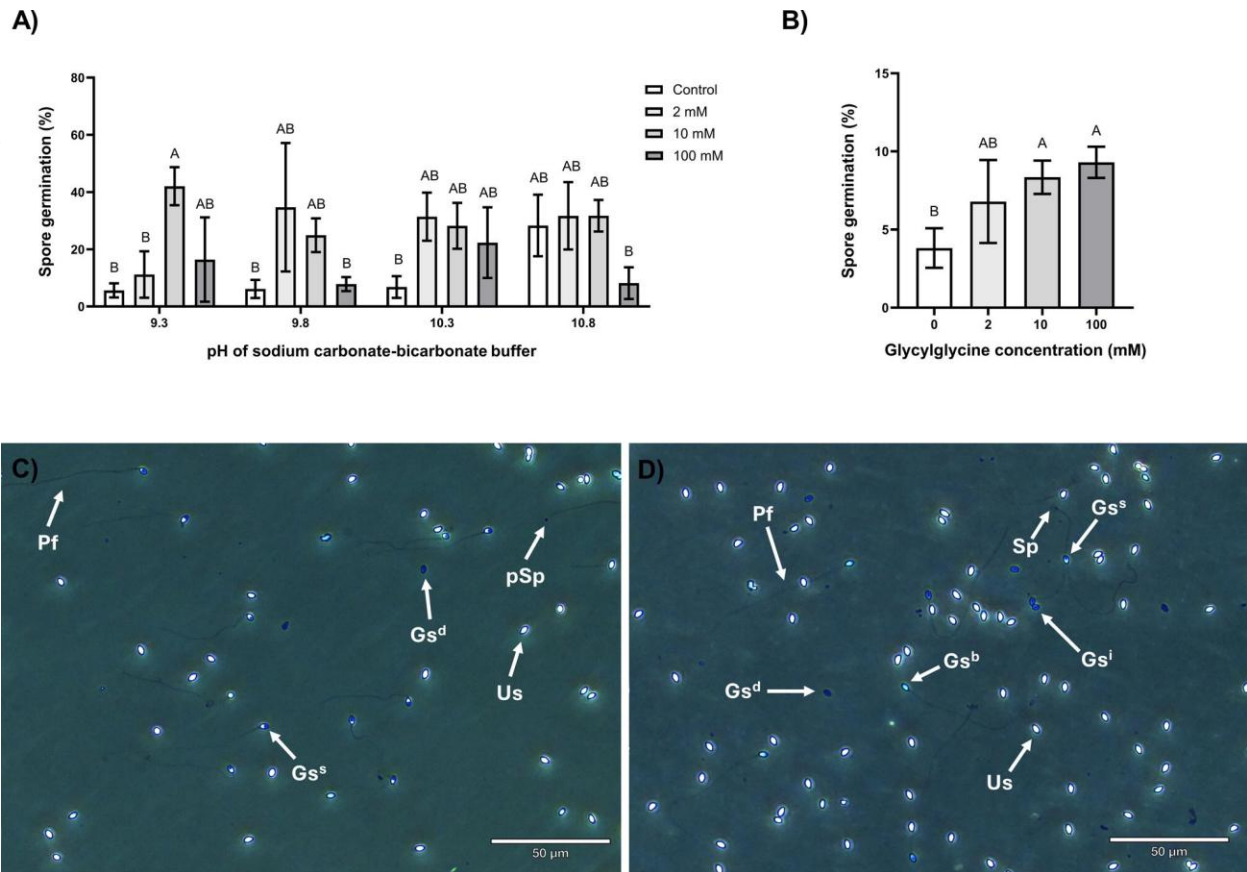 A)
80
60
40
20
0
Spore germination (%)
B
B
A
AB
B
AB
AB
B
B
AB
AB
AB
AB
AB
AB
B
9.3 9.8 10.3 10.8
pH of sodium carbonate-bicarbonate buffer
Control
2 mM
10 mM
100 mM
B)
15
10
5
0
Spore germination (%)
B
AB
A
A
0 2 10 100
Glycylglycine concentration (mM)
C)
Pf
pSp
Gsᵈ
Us
Gsˢ
50 µm
D)
Pf
Sp
Gsˢ
Gsⁱ
Gsᵇ
Gsᵈ
Us
50 µm